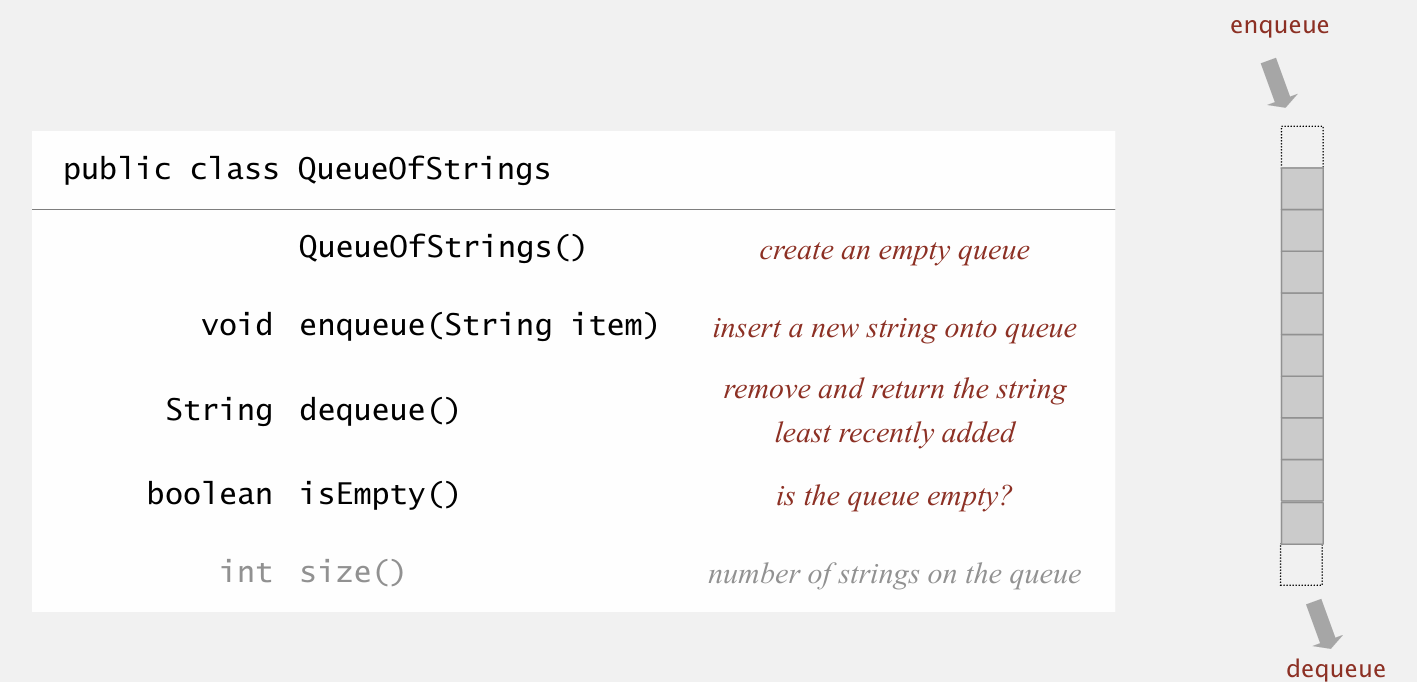 enqueue
public class QueueOfStrings
QueueOfStrings() create an empty queue
void enqueue(String item) insert a new string onto queue
String dequeue() remove and return the string
least recently added
boolean isEmpty() is the queue empty?
int size() number of strings on the queue
dequeue